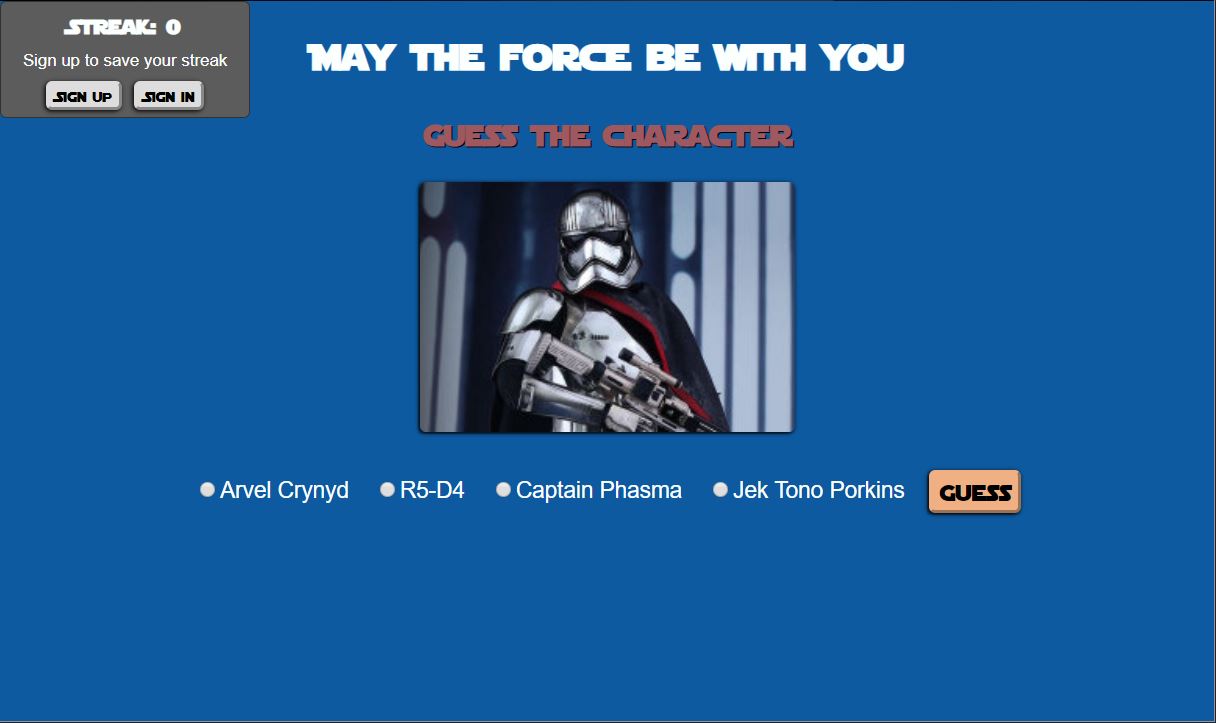 STREAK: 0
Sign up to save your streak
SIGN UP SIGN IN
MAY THE FORCE BE WITH YOU
GUESS THE CHARACTER
Arvel Crynyd R5-D4 Captain Phasma Jek Tono Porkins GUESS